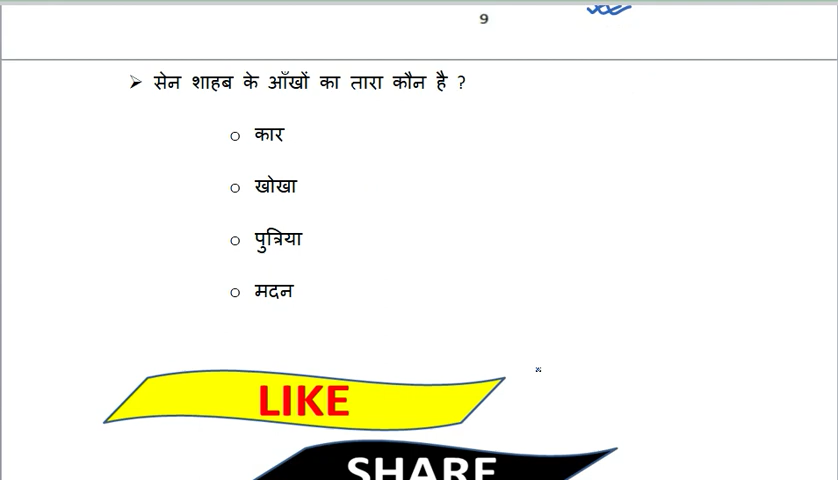 9
➢ सेन शाहब के आँखों का तारा कौन है ?
o कार
o खोखा
o पुत्रिया
o मदन
LIKE
SHARE